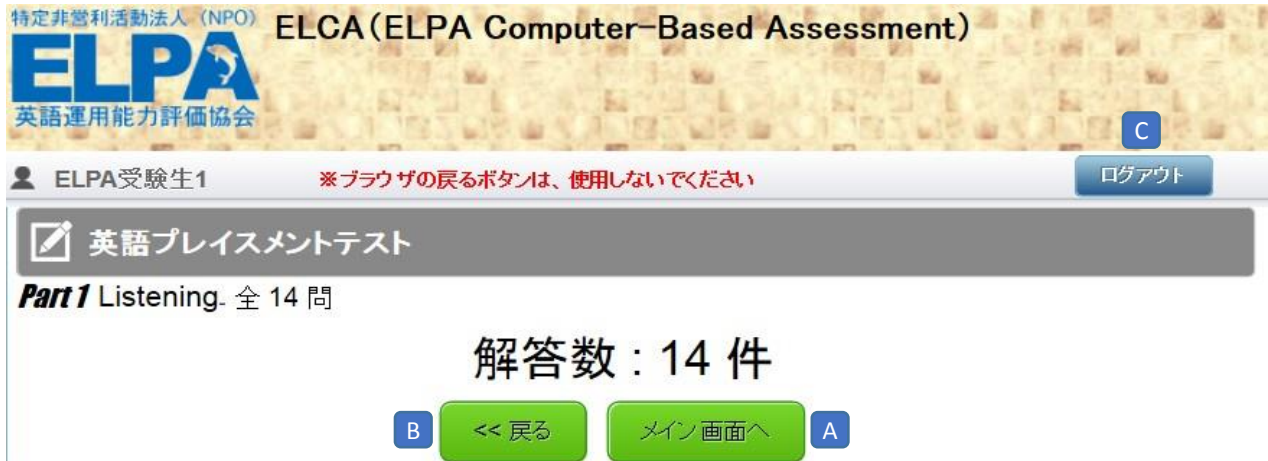 特定非営利活動法人（NPO）
ELPA
英語運用能力評価協会
ELCA（ELPA Computer-Based Assessment）
C
ELPA受験生1
※ブラウザの戻るボタンは、使用しないでください
ログアウト
英語プレイスメントテスト
Part 1 Listening- 全 14 問
解答数 : 14 件
B
<< 戻る
メイン画面へ
A